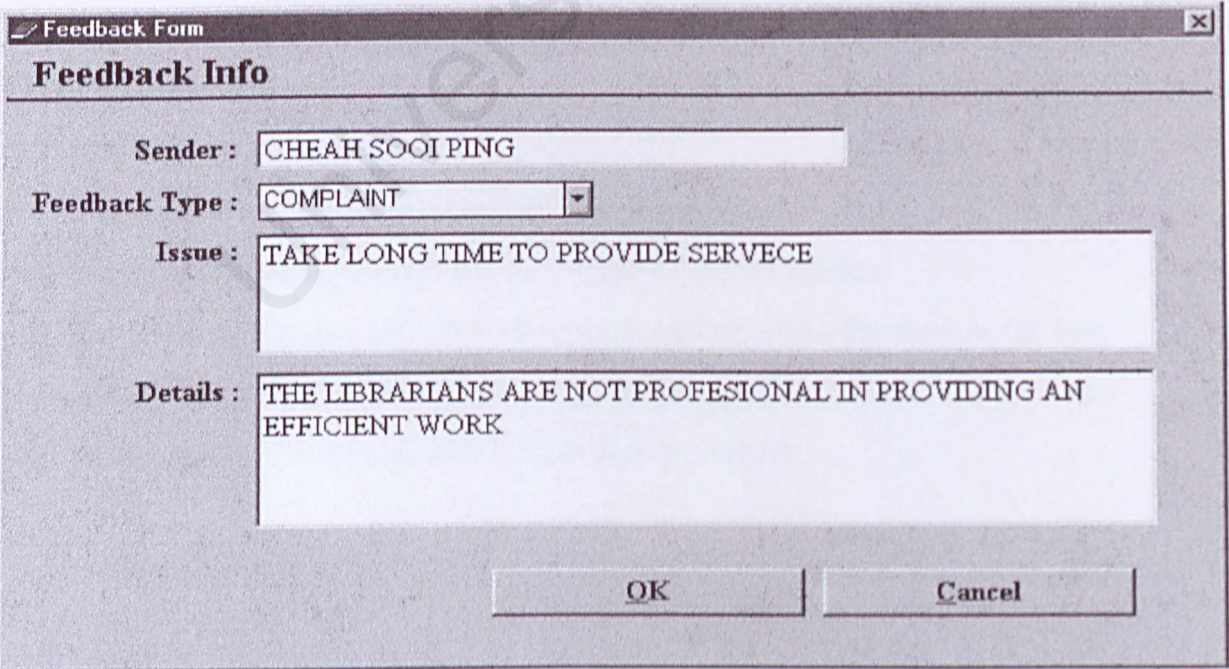 Feedback Form
Feedback Info
Sender : CHEAH SOOI PING
Feedback Type : COMPLAINT
Issue : TAKE LONG TIME TO PROVIDE SERVECE
Details : THE LIBRARIANS ARE NOT PROFESIONAL IN PROVIDING AN
EFFICIENT WORK
OK Cancel